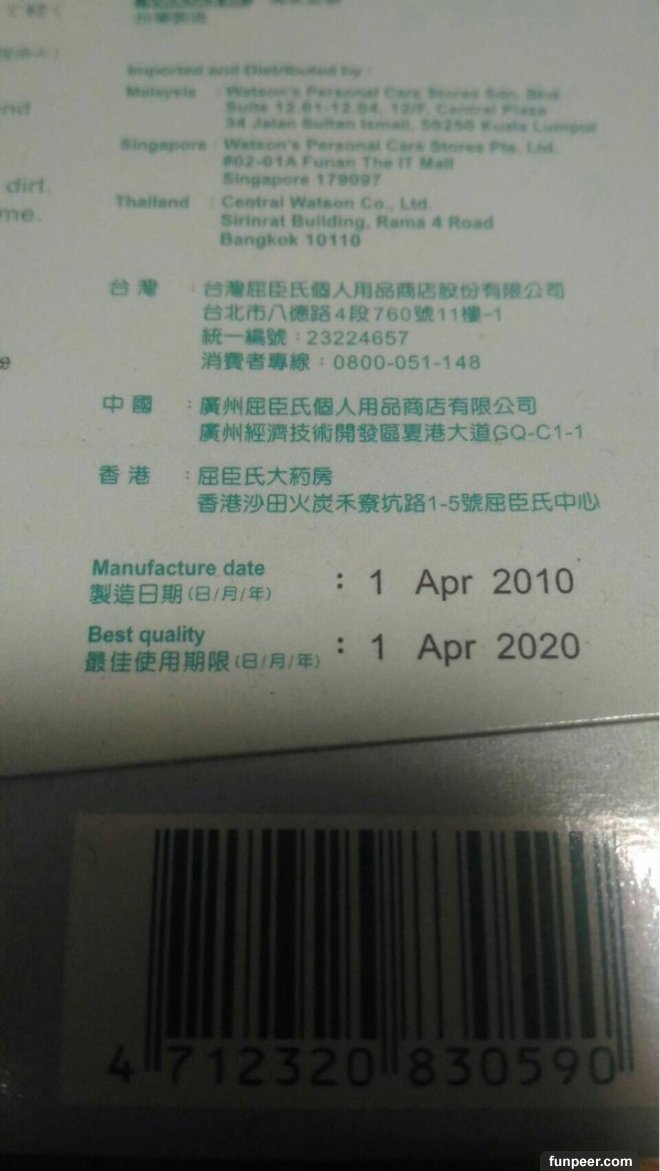 台灣製造
Imported and Distributed by :
Malaysia : Watson's Personal Care Stores Sdn. Bhd.
Suite 12.01-12.04, 12/F, Central Plaza
34 Jalan Sultan Ismail, 50250 Kuala Lumpur
Singapore : Watson's Personal Care Stores Pte. Ltd.
#02-01A Funan The IT Mall
Singapore 179097
dirt.
me.
Thailand : Central Watson Co., Ltd.
Sirinrat Building, Rama 4 Road
Bangkok 10110
台灣 : 台灣屈臣氏個人用品商店股份有限公司
台北市八德路4段760號11樓-1
統一編號：23224657
消費者專線：0800-051-148
中國 : 廣州屈臣氏個人用品商店有限公司
廣州經濟技術開發區夏港大道GQ-C1-1
香港 : 屈臣氏大药房
香港沙田火炭禾寮坑路1-5號屈臣氏中心
Manufacture date
製造日期(日/月/年) : 1 Apr 2010
Best quality
最佳使用期限(日/月/年) : 1 Apr 2020
4 712320 830590
funpeer.com